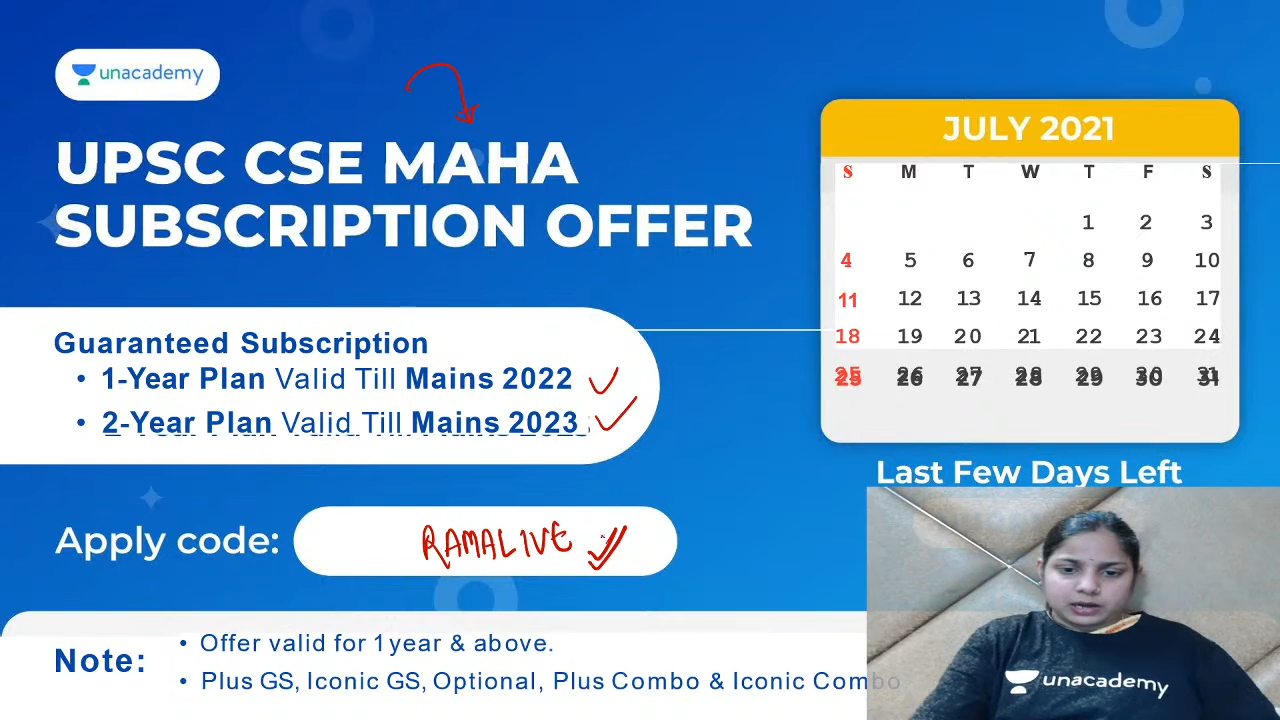 unacademy
UPSC CSE MAHA
SUBSCRIPTION OFFER
Guaranteed Subscription
• 1-Year Plan Valid Till Mains 2022
• 2-Year Plan Valid Till Mains 2023
Apply code: RAMALIVE
Note:
• Offer valid for 1 year & above.
• Plus GS, Iconic GS, Optional, Plus Combo & Iconic Combo
JULY 2021
S M T W T F S
1 2 3
4 5 6 7 8 9 10
11 12 13 14 15 16 17
18 19 20 21 22 23 24
25 26 27 28 29 30 31
Last Few Days Left
unacademy